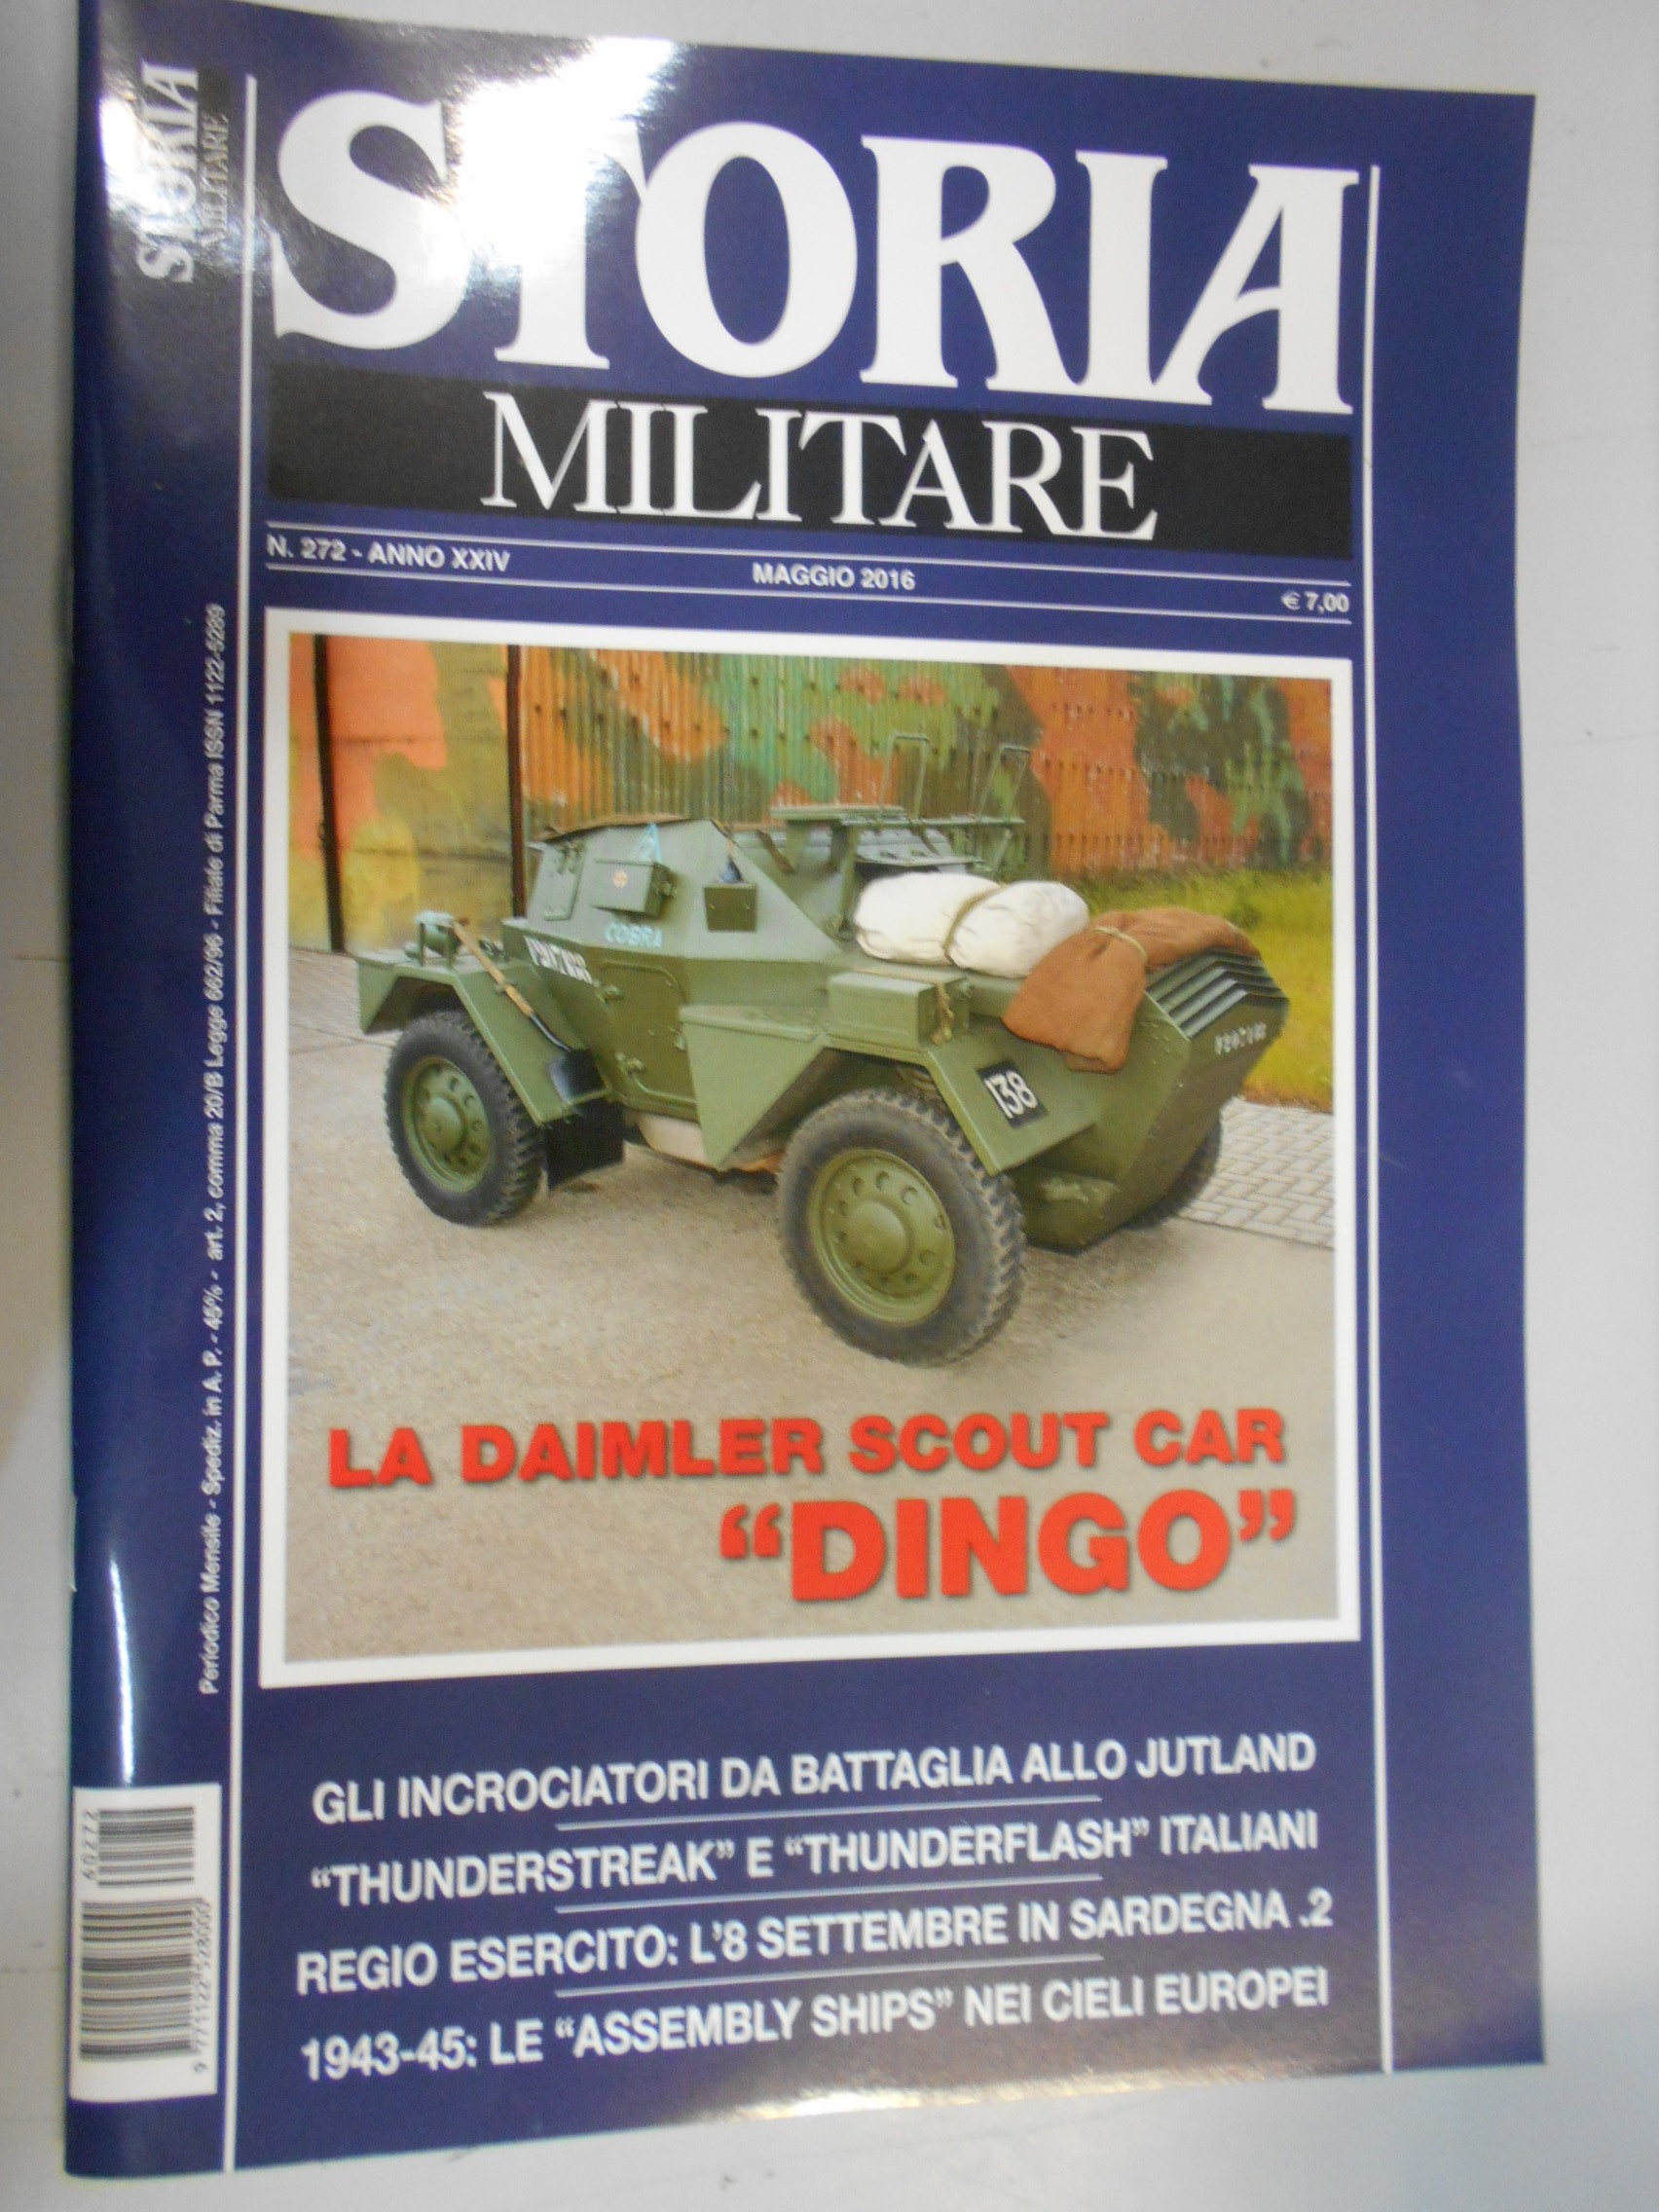 STORIA
MILITARE
STORIA
MILITARE
N. 272 - ANNO XXIV
MAGGIO 2016
€ 7,00
COBRA
138
LA DAIMLER SCOUT CAR
“DINGO”
GLI INCROCIATORI DA BATTAGLIA ALLO JUTLAND
“THUNDERSTREAK” E “THUNDERFLASH” ITALIANI
REGIO ESERCITO: L’8 SETTEMBRE IN SARDEGNA .2
1943-45: LE “ASSEMBLY SHIPS” NEI CIELI EUROPEI
Periodico Mensile - Spediz. in A. P. - 45% - art. 2, comma 20/B Legge 662/96 - Filiale di Parma ISSN 1122-5289
60272